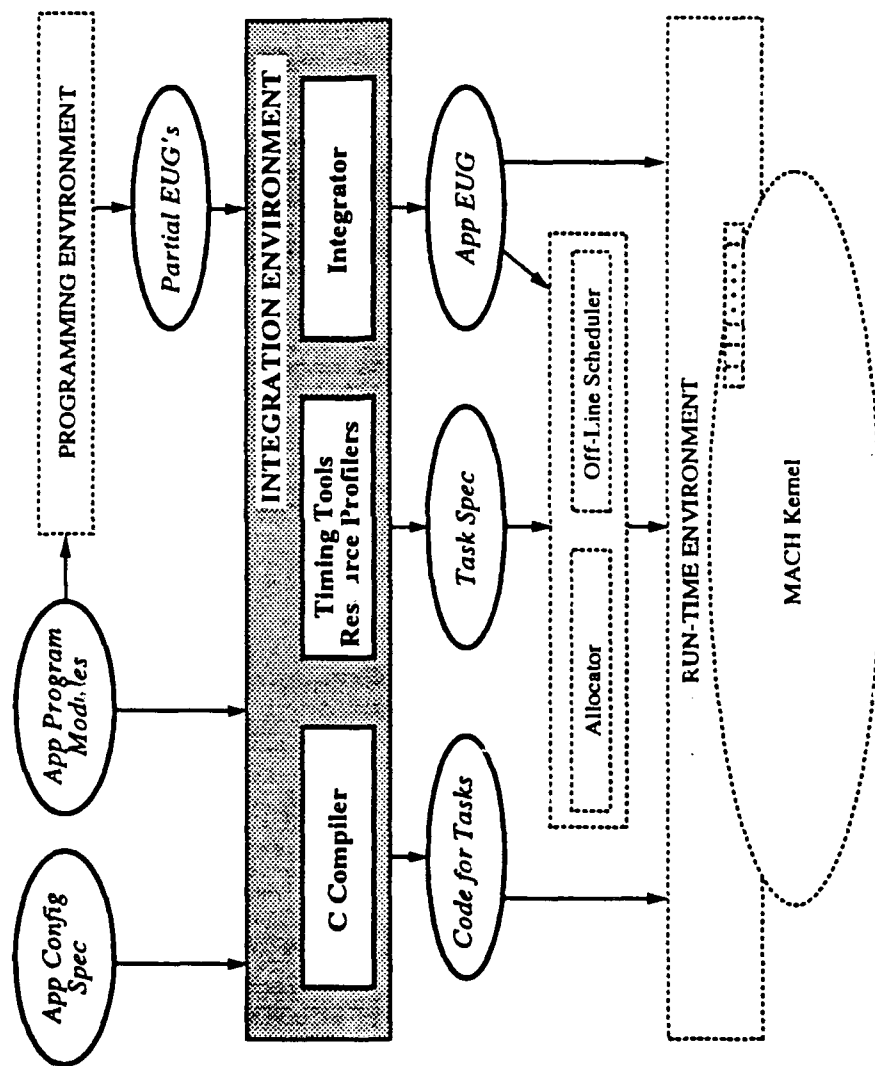 PROGRAMMING ENVIRONMENT
App Program
App Config
Spec
Partial EUG's
INTEGRATION ENVIRONMENT
C Compiler
Timing Tools
Profilers
Integrator
Code for Tasks
Task Spec
App EUG
Allocator
Off-Line Scheduler
RUN-TIME ENVIRONMENT
MACH Kernel